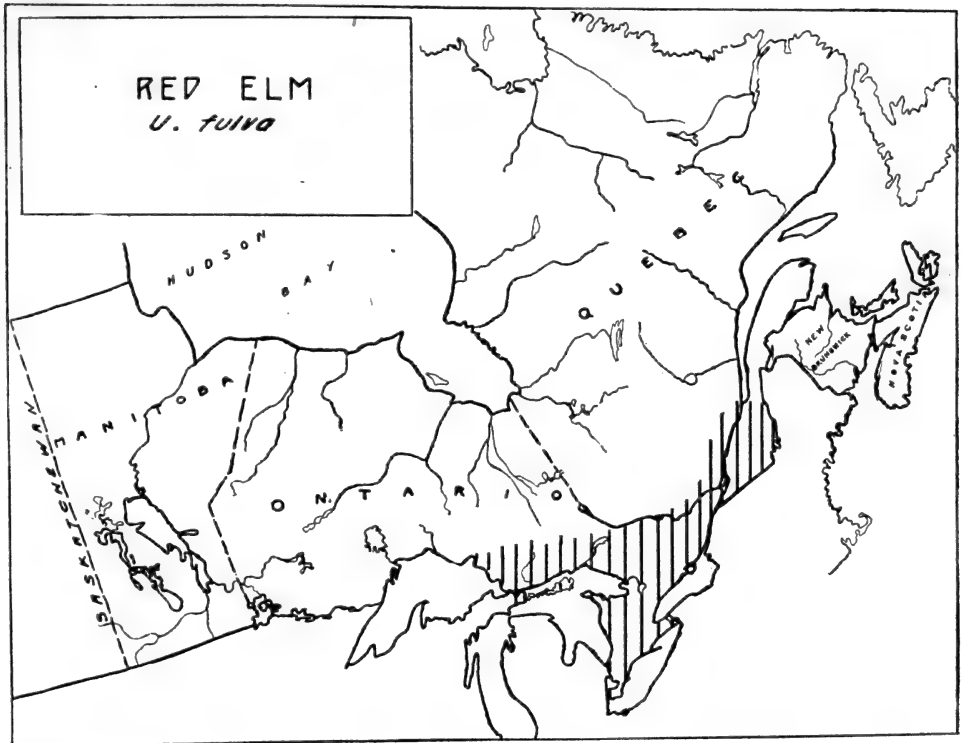 RED ELM
U. fulva
HUDSON
BAY
QUEBEC
MANITOBA
SASKATCHEWAN
ONTARIO
NEW
BRUNSWICK
NOVA SCOTIA